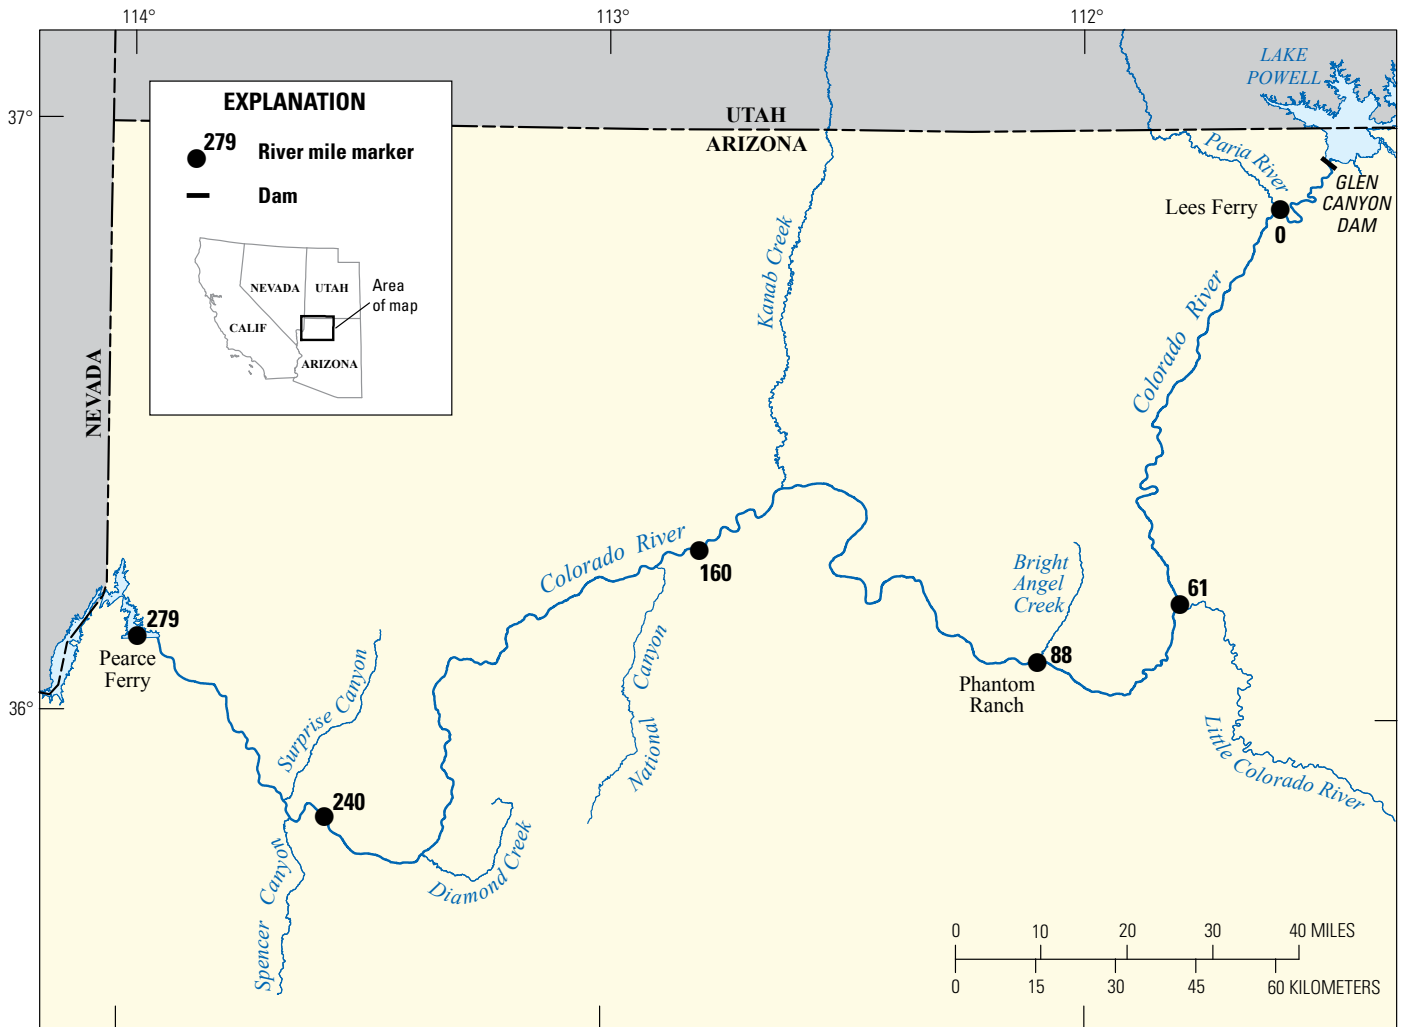 114°
113°
112°
37°
36°
EXPLANATION
279
River mile marker
Dam
NEVADA
UTAH
CALIF
ARIZONA
Area
of map
UTAH
ARIZONA
NEVADA
LAKE
POWELL
Paria River
GLEN
CANYON
DAM
Lees Ferry
0
Kanab Creek
Colorado River
Colorado River
160
Bright
Angel
Creek
61
88
Phantom
Ranch
Little Colorado River
National Canyon
279
Pearce
Ferry
Surprise Canyon
240
Diamond Creek
Spencer Canyon
0 10 20 30 40 MILES
0 15 30 45 60 KILOMETERS